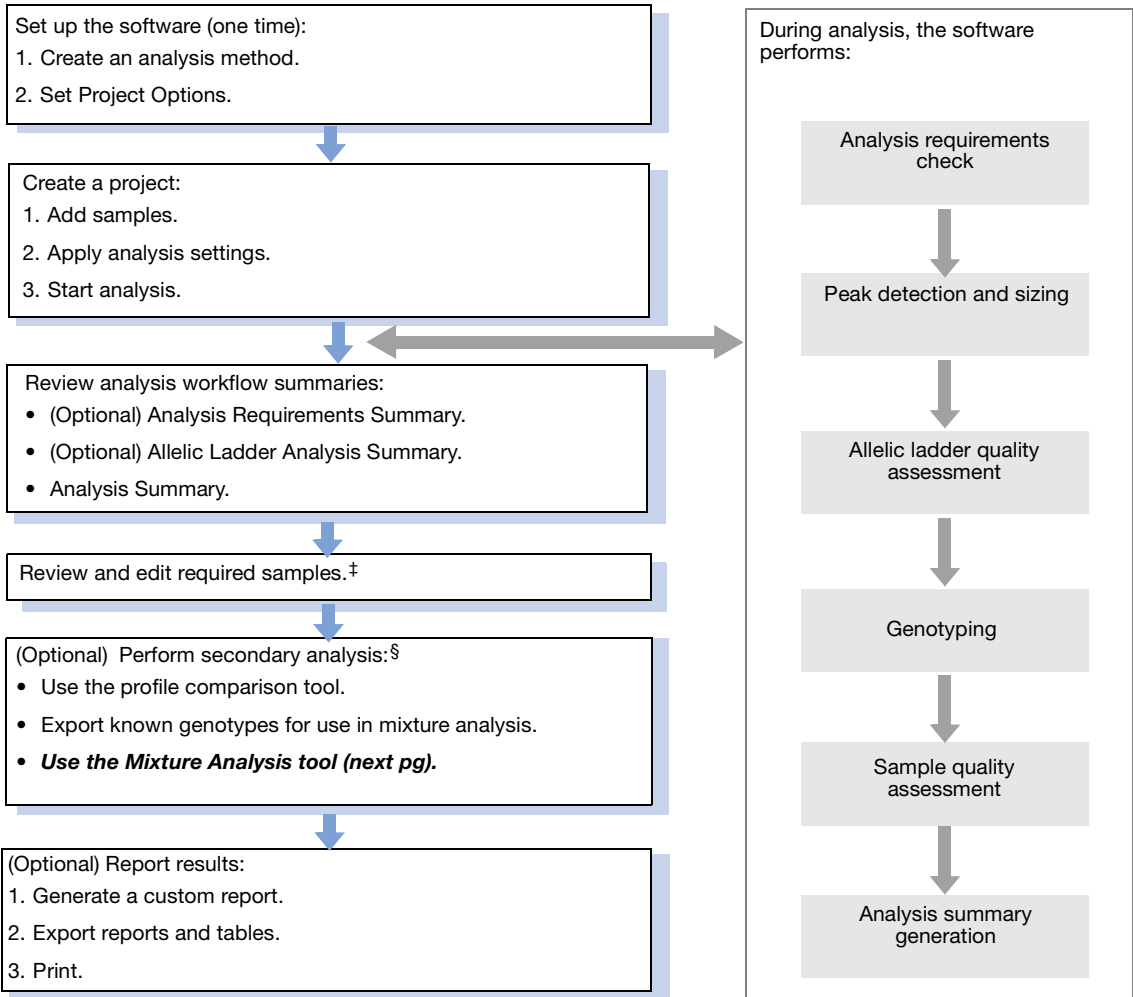 Set up the software (one time):
1. Create an analysis method.
2. Set Project Options.
Create a project:
1. Add samples.
2. Apply analysis settings.
3. Start analysis.
Review analysis workflow summaries:
• (Optional) Analysis Requirements Summary.
• (Optional) Allelic Ladder Analysis Summary.
• Analysis Summary.
Review and edit required samples.‡
(Optional) Perform secondary analysis:§
• Use the profile comparison tool.
• Export known genotypes for use in mixture analysis.
• Use the Mixture Analysis tool (next pg).
(Optional) Report results:
1. Generate a custom report.
2. Export reports and tables.
3. Print.
During analysis, the software
performs:
Analysis requirements
check
Peak detection and sizing
Allelic ladder quality
assessment
Genotyping
Sample quality
assessment
Analysis summary
generation